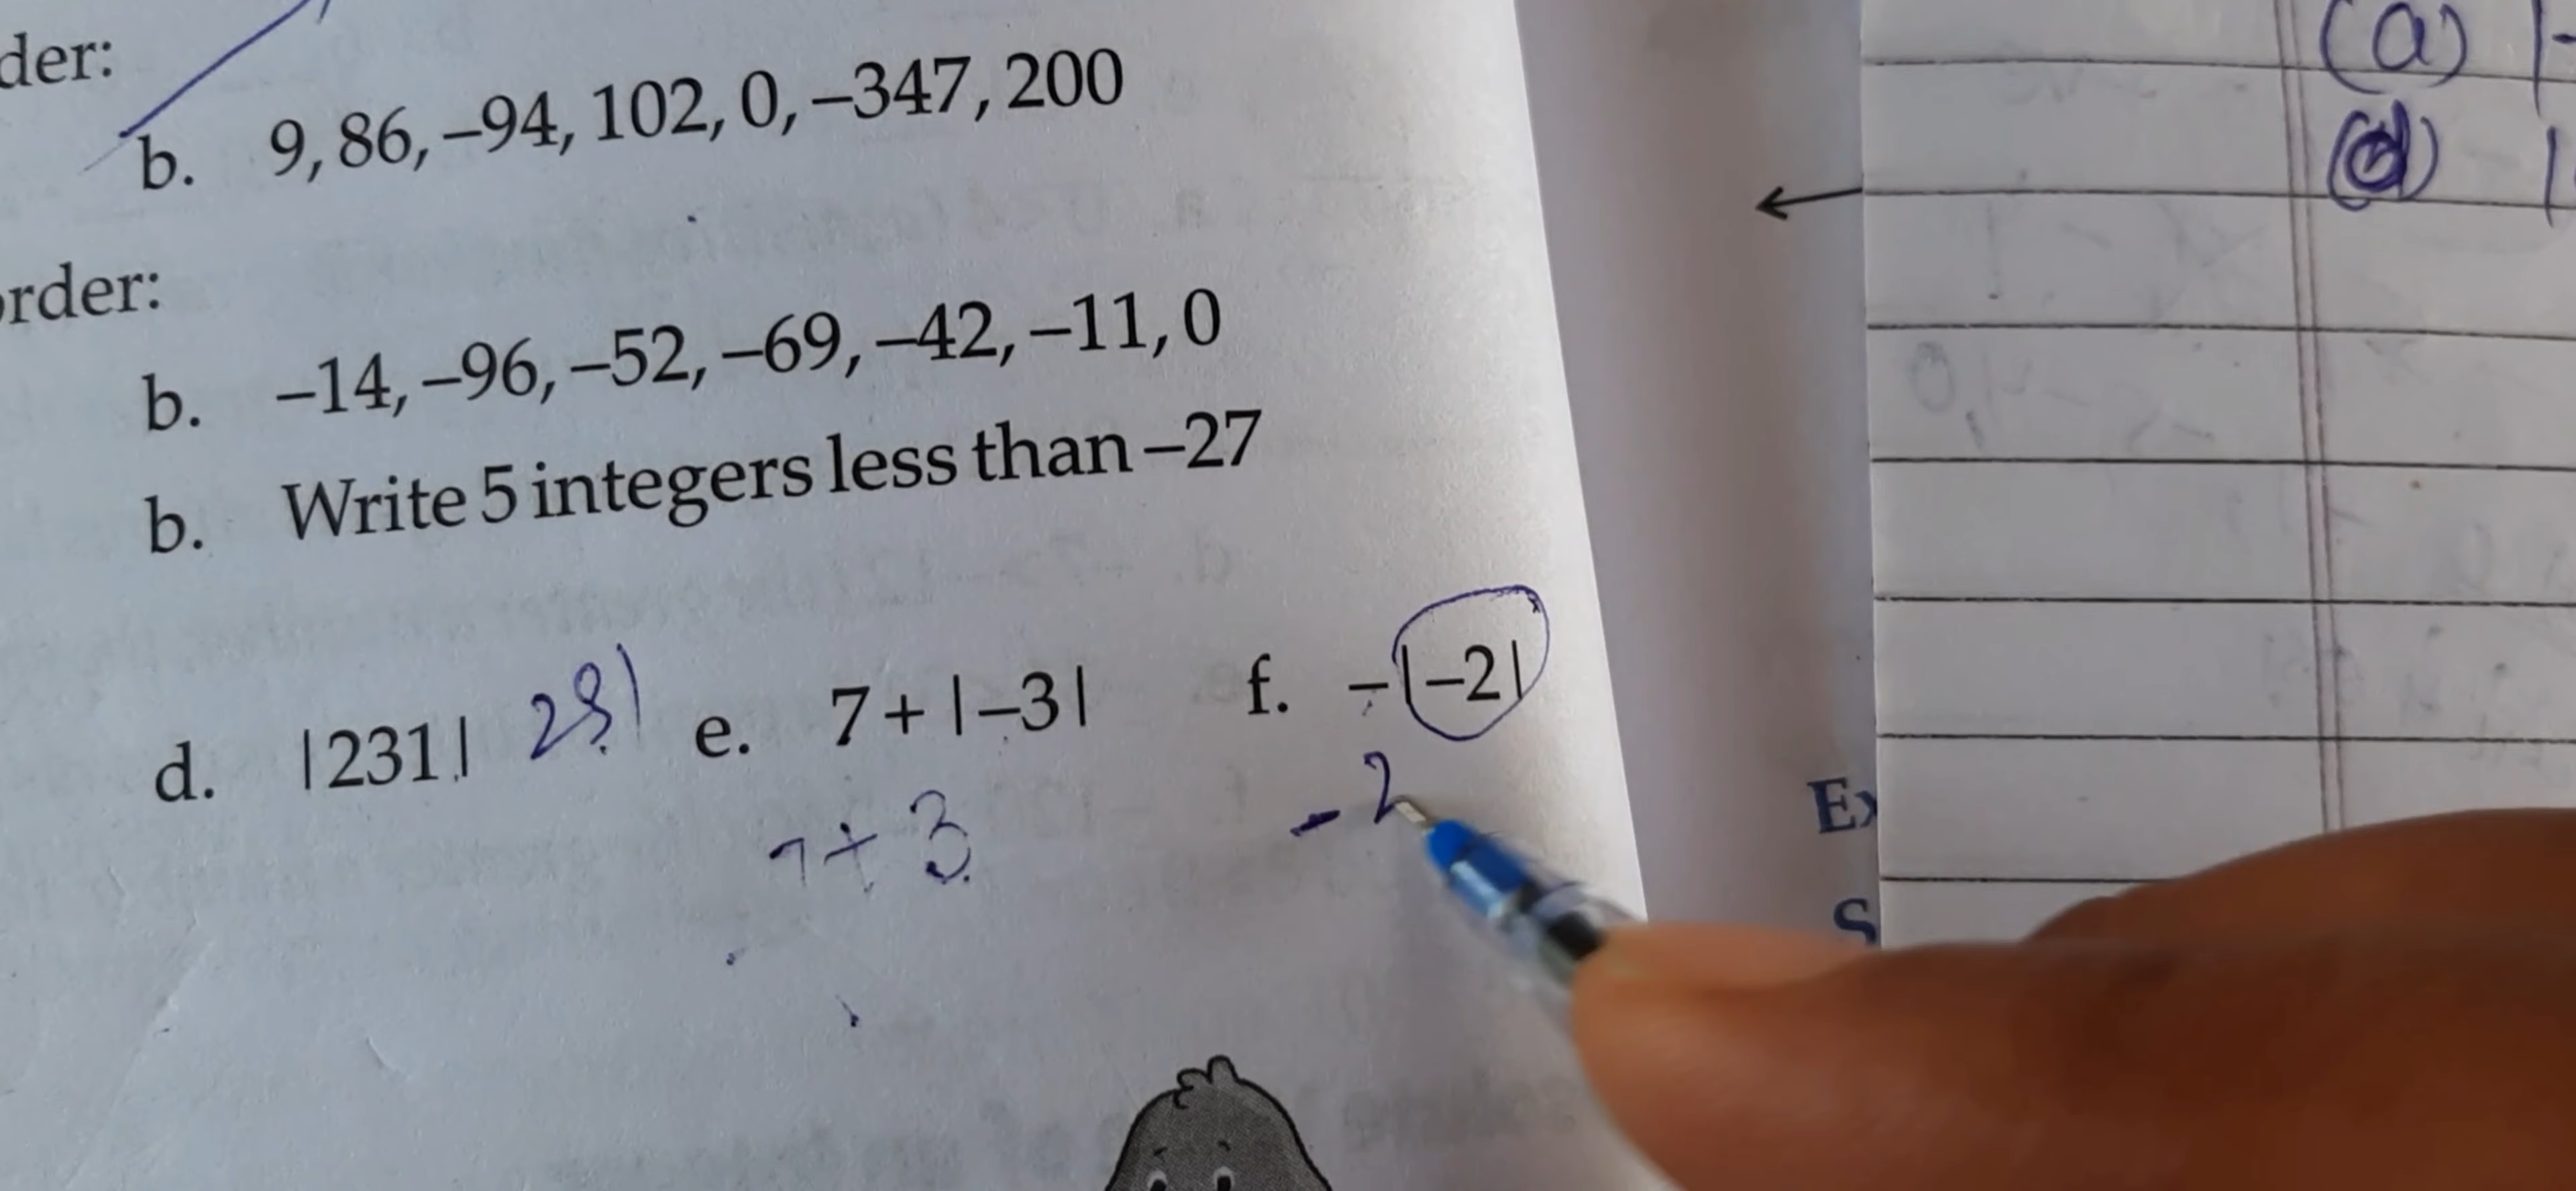 der:
b. 9, 86, –94, 102, 0, –347, 200
order:
b. –14, –96, –52, –69, –42, –11, 0
b. Write 5 integers less than –27
d. |231| 231 e. 7 + |–3| f. –|–2|
7 + 3 - 2
(a) |-
(d) |
Ex
S